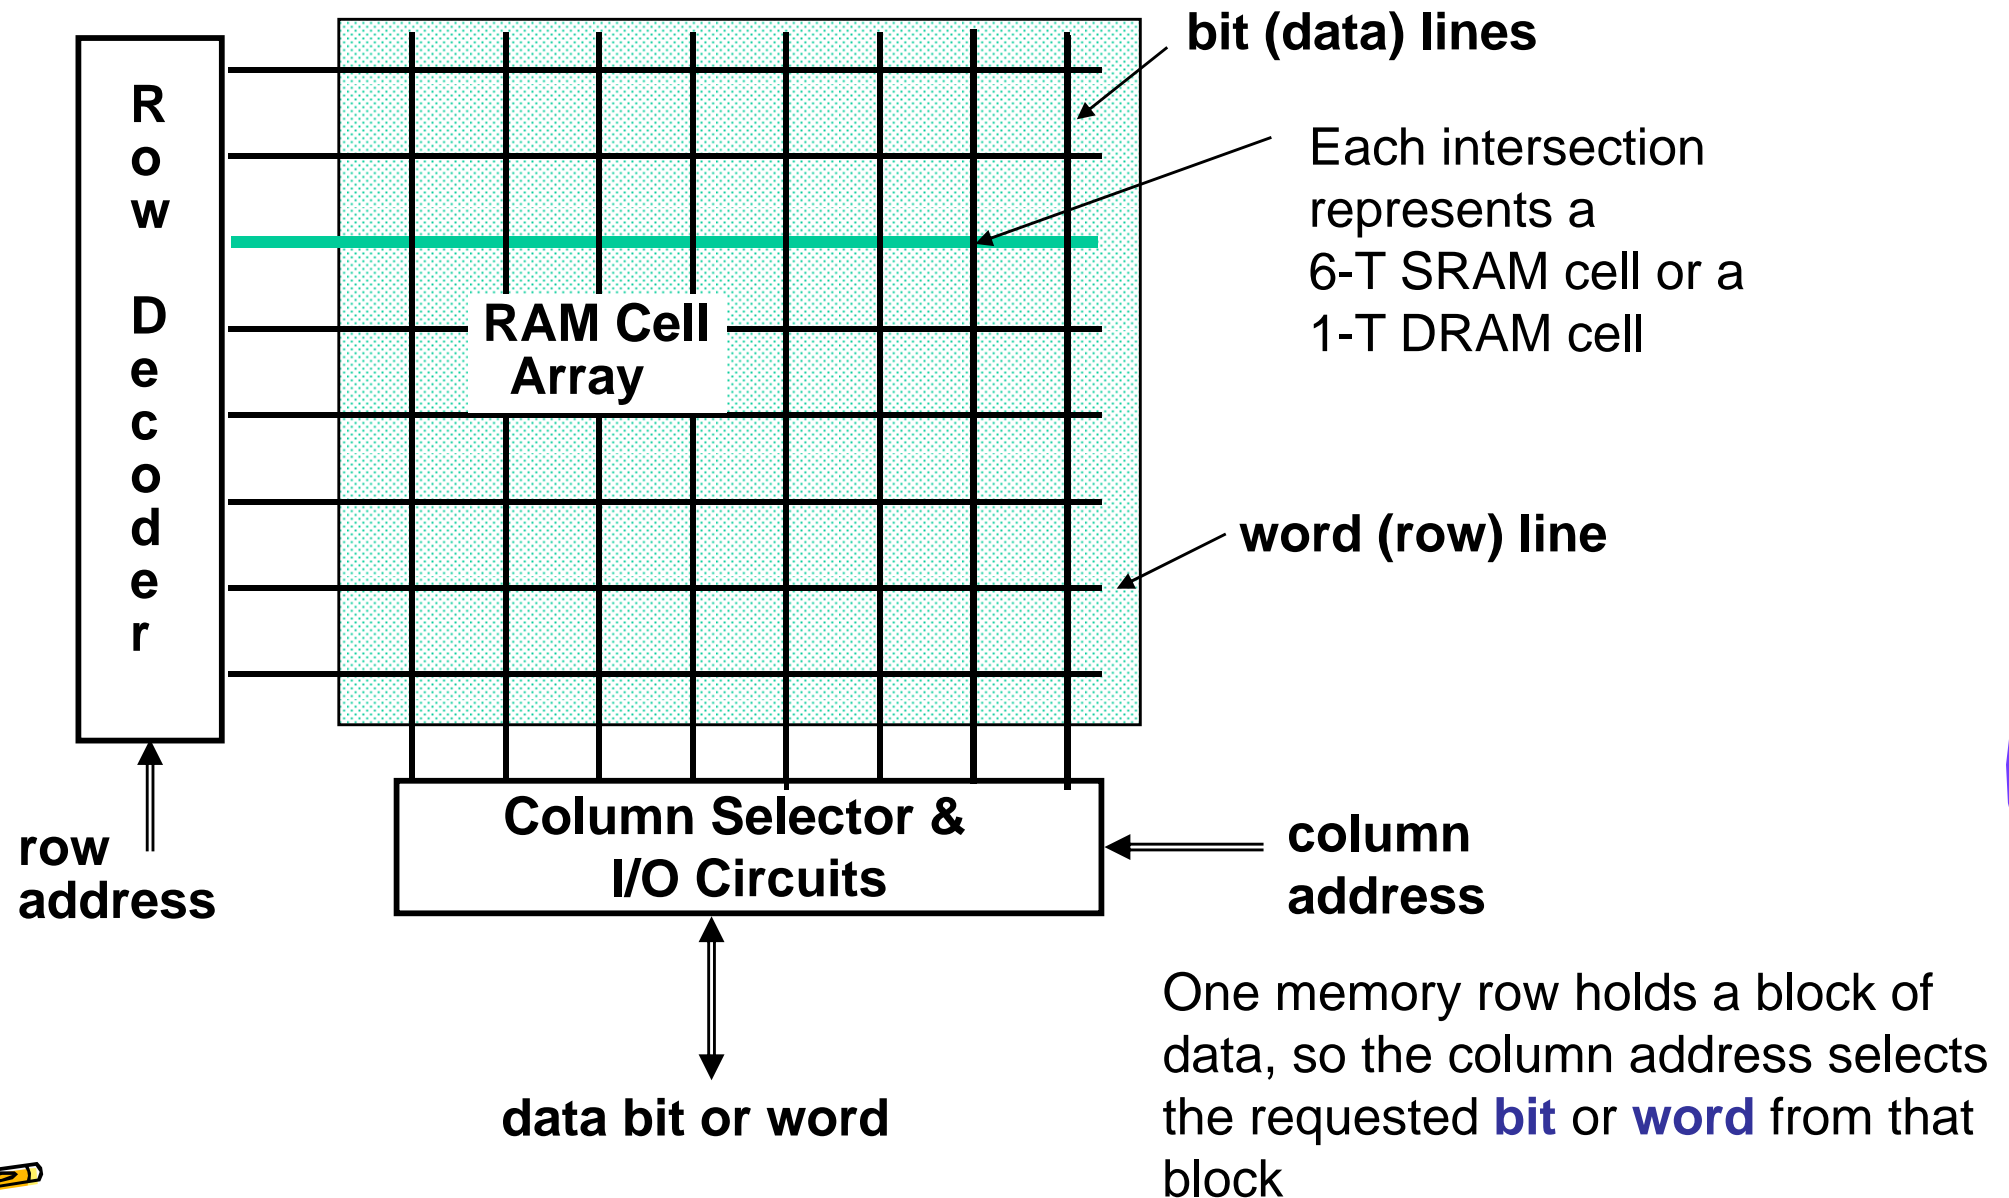 bit (data) lines
Row
Decoder
Each intersection
represents a
6-T SRAM cell or a
1-T DRAM cell
RAM Cell
Array
word (row) line
Column Selector &
I/O Circuits
row
address
column
address
data bit or word
One memory row holds a block of
data, so the column address selects
the requested bit or word from that
block